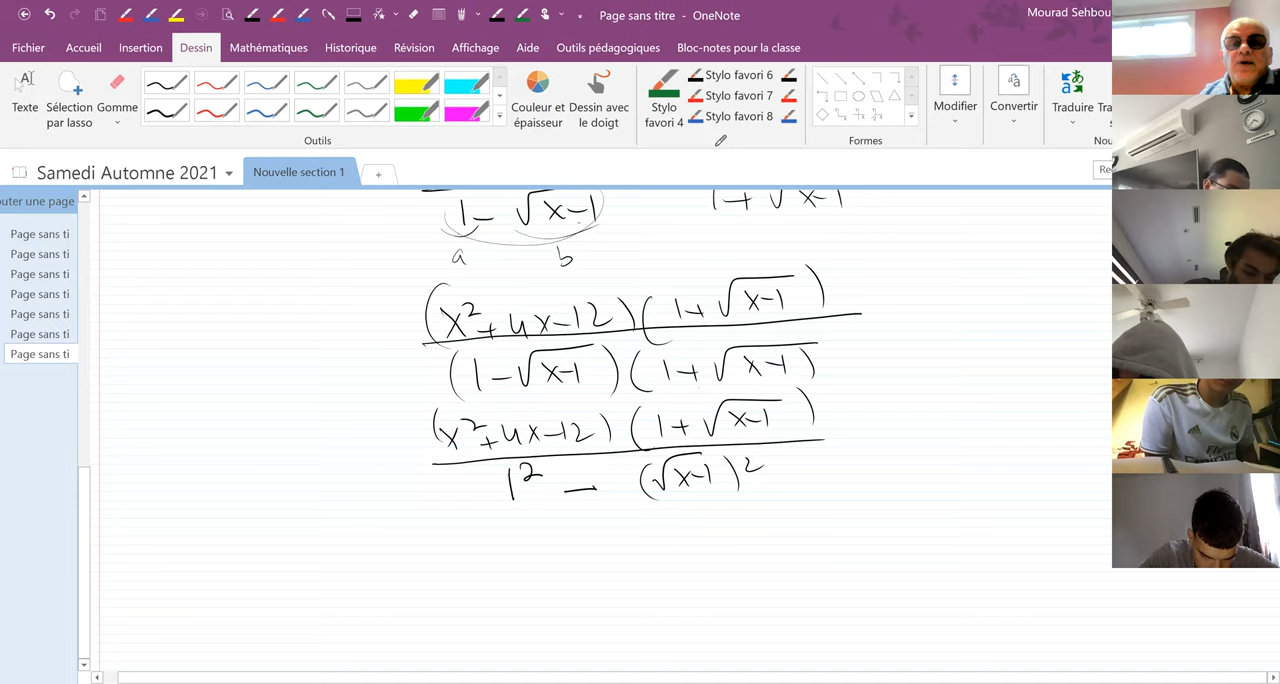 Page sans titre - OneNote
Mourad Sehbou
Fichier Accueil Insertion Dessin Mathématiques Historique Révision Affichage Aide Outils pédagogiques Bloc-notes pour la classe
Texte
Sélection par lasso
Gomme
Couleur et épaisseur
Dessin avec le doigt
Stylo favori 4
Stylo favori 6
Stylo favori 7
Stylo favori 8
Modifier
Convertir
Traduire
Outils
Formes
Samedi Automne 2021
Nouvelle section 1
outer une page
Page sans ti
Page sans ti
Page sans ti
Page sans ti
Page sans ti
Page sans ti
Page sans ti
1 - √x-1 1 + √x-1
a b
(x²+4x-12)(1+√x-1)
(1-√x-1)(1+√x-1)
(x²+4x-12)(1+√x-1)
1² - (√x-1)²